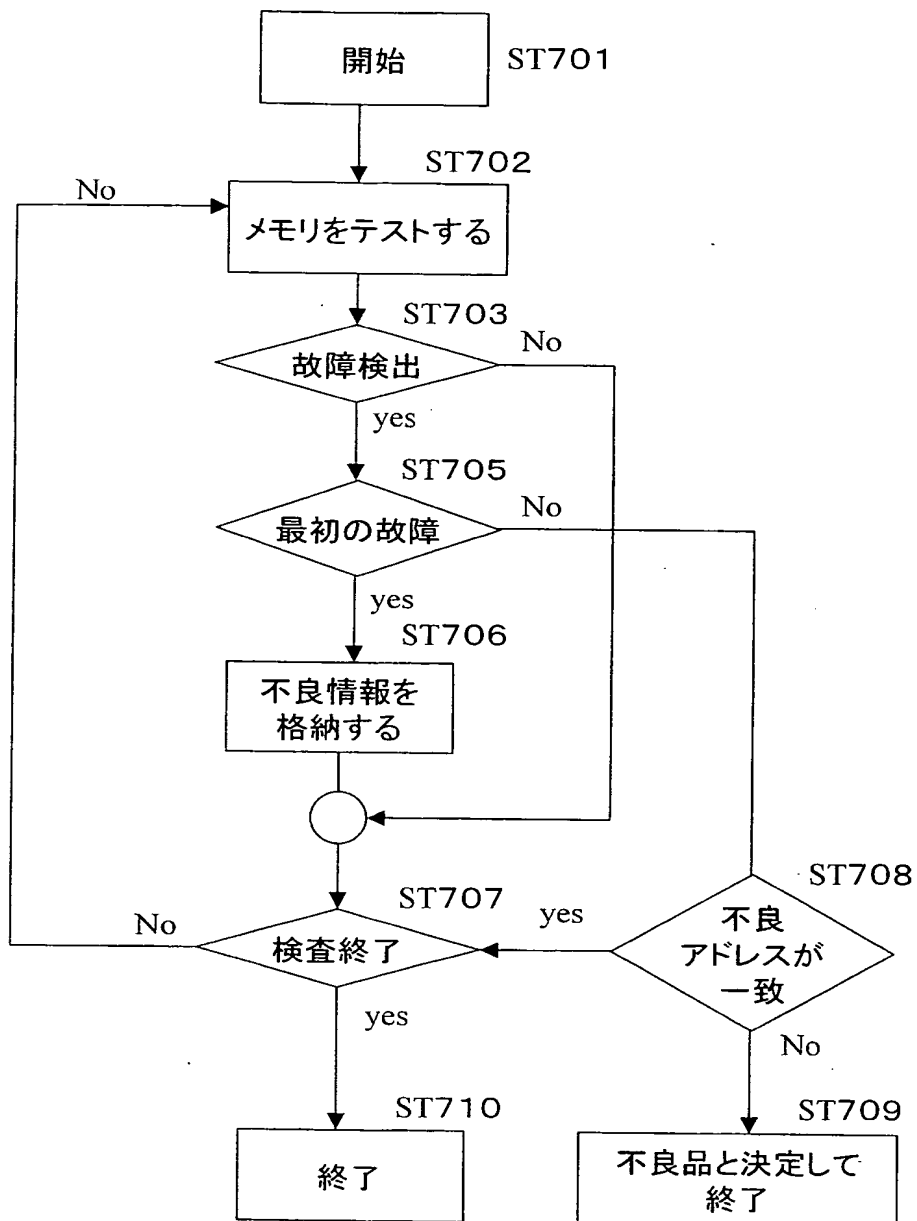 開始
ST701
ST702
No
メモリをテストする
ST703
故障検出
No
yes
ST705
最初の故障
No
yes
ST706
不良情報を
格納する
ST707
検査終了
No
yes
yes
ST708
不良
アドレスが
一致
No
ST710
終了
ST709
不良品と決定して
終了